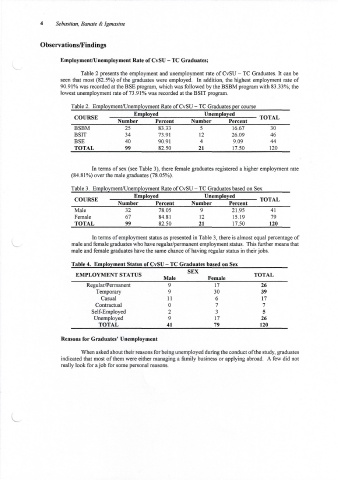 4 Sebastian, Banate & Ignascine
Observations/Findings
Employment/Unemployment Rate of CvSU – TC Graduates;
Table 2 presents the employment and unemployment rate of CvSU – TC Graduates. It can be
seen that most (82.5%) of the graduates were employed. In addition, the highest employment rate of
90.91% was recorded at the BSE program, which was followed by the BSBM program with 83.33%; the
lowest unemployment rate of 73.91% was recorded at the BSIT program.
Table 2. Employment/Unemployment Rate of CvSU – TC Graduates per course
COURSE Employed Unemployed TOTAL
Number Percent Number Percent
BSBM 25 83.33 5 16.67 30
BSIT 34 73.91 12 26.09 46
BSE 40 90.91 4 9.09 44
TOTAL 99 82.50 21 17.50 120
In terms of sex (see Table 3), there female graduates registered a higher employment rate
(84.81%) over the male graduates (78.05%).
Table 3. Employment/Unemployment Rate of CvSU – TC Graduates based on Sex
COURSE Employed Unemployed TOTAL
Number Percent Number Percent
Male 32 78.05 9 21.95 41
Female 67 84.81 12 15.19 79
TOTAL 99 82.50 21 17.50 120
In terms of employment status as presented in Table 3, there is almost equal percentage of
male and female graduates who have regular/permanent employment status. This further means that
male and female graduates have the same chance of having regular status in their jobs.
Table 4. Employment Status of CvSU – TC Graduates based on Sex
EMPLOYMENT STATUS SEX TOTAL
Male Female
Regular/Permanent 9 17 26
Temporary 9 30 39
Casual 11 6 17
Contractual 0 7 7
Self-Employed 2 3 5
Unemployed 9 17 26
TOTAL 41 79 120
Reasons for Graduates' Unemployment
When asked about their reasons for being unemployed during the conduct of the study, graduates
indicated that most of them were either managing a family business or applying abroad. A few did not
really look for a job for some personal reasons.